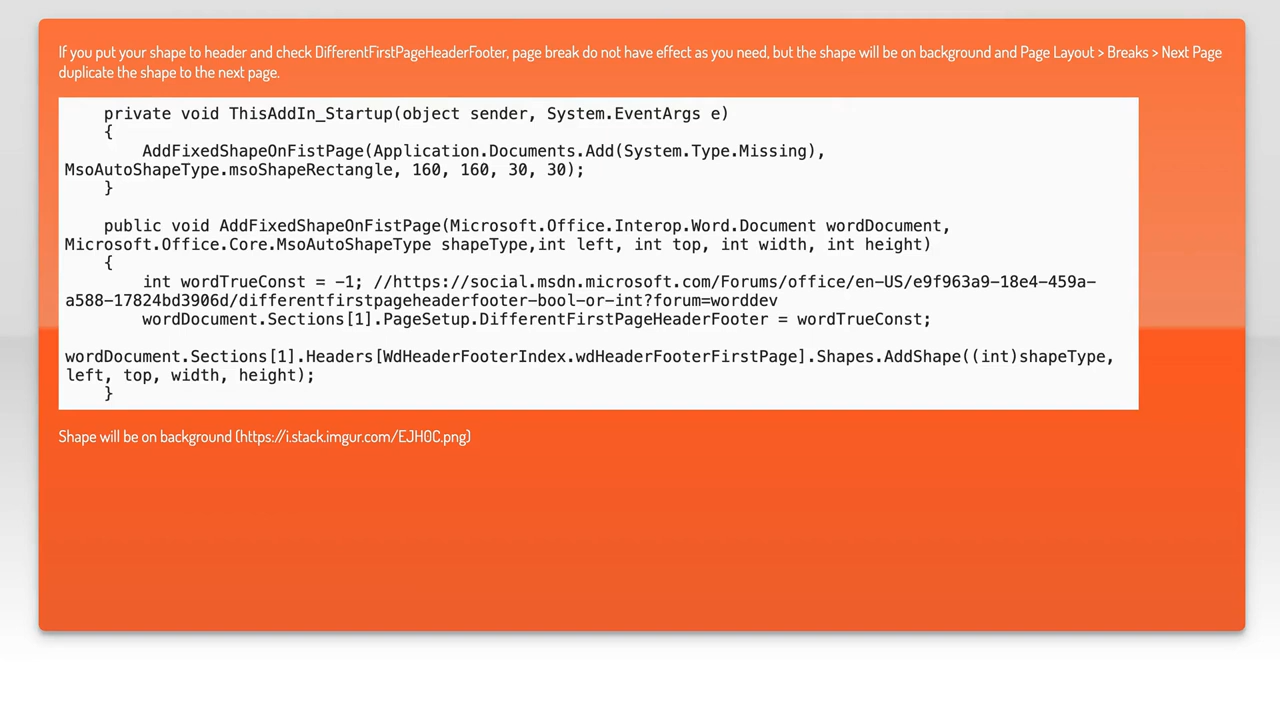 If you put your shape to header and check DifferentFirstPageHeaderFooter, page break do not have effect as you need, but the shape will be on background and Page Layout > Breaks > Next Page
duplicate the shape to the next page.
    private void ThisAddIn_Startup(object sender, System.EventArgs e)
    {
        AddFixedShapeOnFistPage(Application.Documents.Add(System.Type.Missing),
MsoAutoShapeType.msoShapeRectangle, 160, 160, 30, 30);
    }
    public void AddFixedShapeOnFistPage(Microsoft.Office.Interop.Word.Document wordDocument,
Microsoft.Office.Core.MsoAutoShapeType shapeType,int left, int top, int width, int height)
    {
        int wordTrueConst = -1; //https://social.msdn.microsoft.com/Forums/office/en-US/e9f963a9-18e4-459a-
a588-17824bd3906d/differentfirstpageheaderfooter-bool-or-int?forum=worddev
        wordDocument.Sections[1].PageSetup.DifferentFirstPageHeaderFooter = wordTrueConst;
wordDocument.Sections[1].Headers[WdHeaderFooterIndex.wdHeaderFooterFirstPage].Shapes.AddShape((int)shapeType,
left, top, width, height);
    }
Shape will be on background (https://i.stack.imgur.com/EJHOC.png)